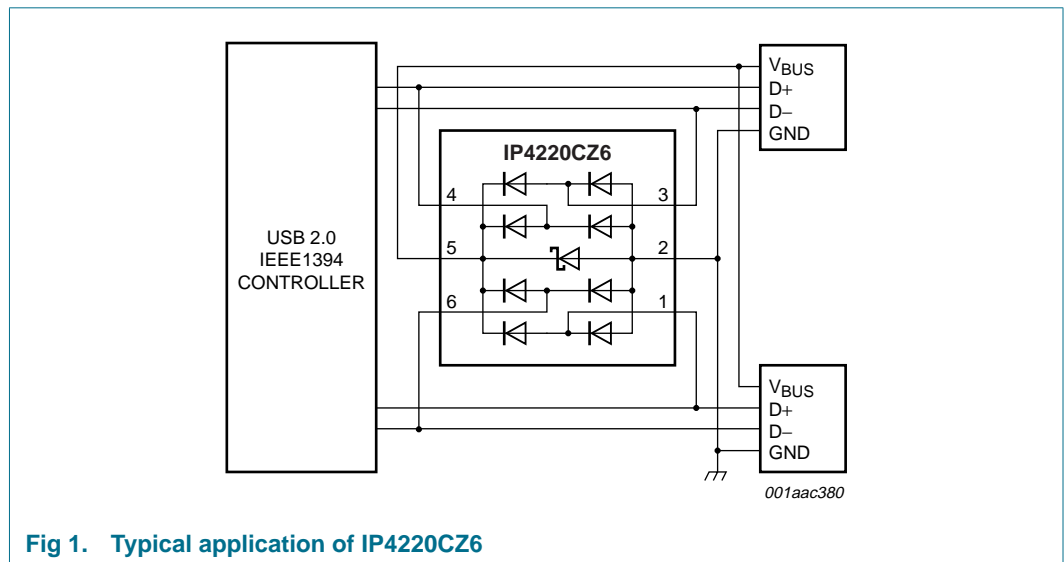 VBUS
D+
D−
GND
IP4220CZ6
4
3
5
2
6
1
USB 2.0
IEEE1394
CONTROLLER
VBUS
D+
D−
GND
001aac380
Fig 1. Typical application of IP4220CZ6